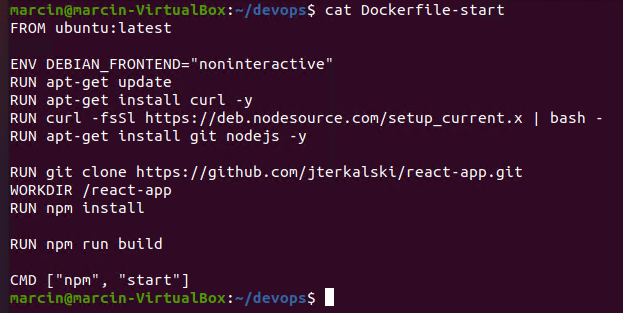 marcin@marcin-VirtualBox:~/devops$ cat Dockerfile-start
FROM ubuntu:latest
ENV DEBIAN_FRONTEND="noninteractive"
RUN apt-get update
RUN apt-get install curl -y
RUN curl -fsSl https://deb.nodesource.com/setup_current.x | bash -
RUN apt-get install git nodejs -y
RUN git clone https://github.com/jterkalski/react-app.git
WORKDIR /react-app
RUN npm install
RUN npm run build
CMD ["npm", "start"]
marcin@marcin-VirtualBox:~/devops$